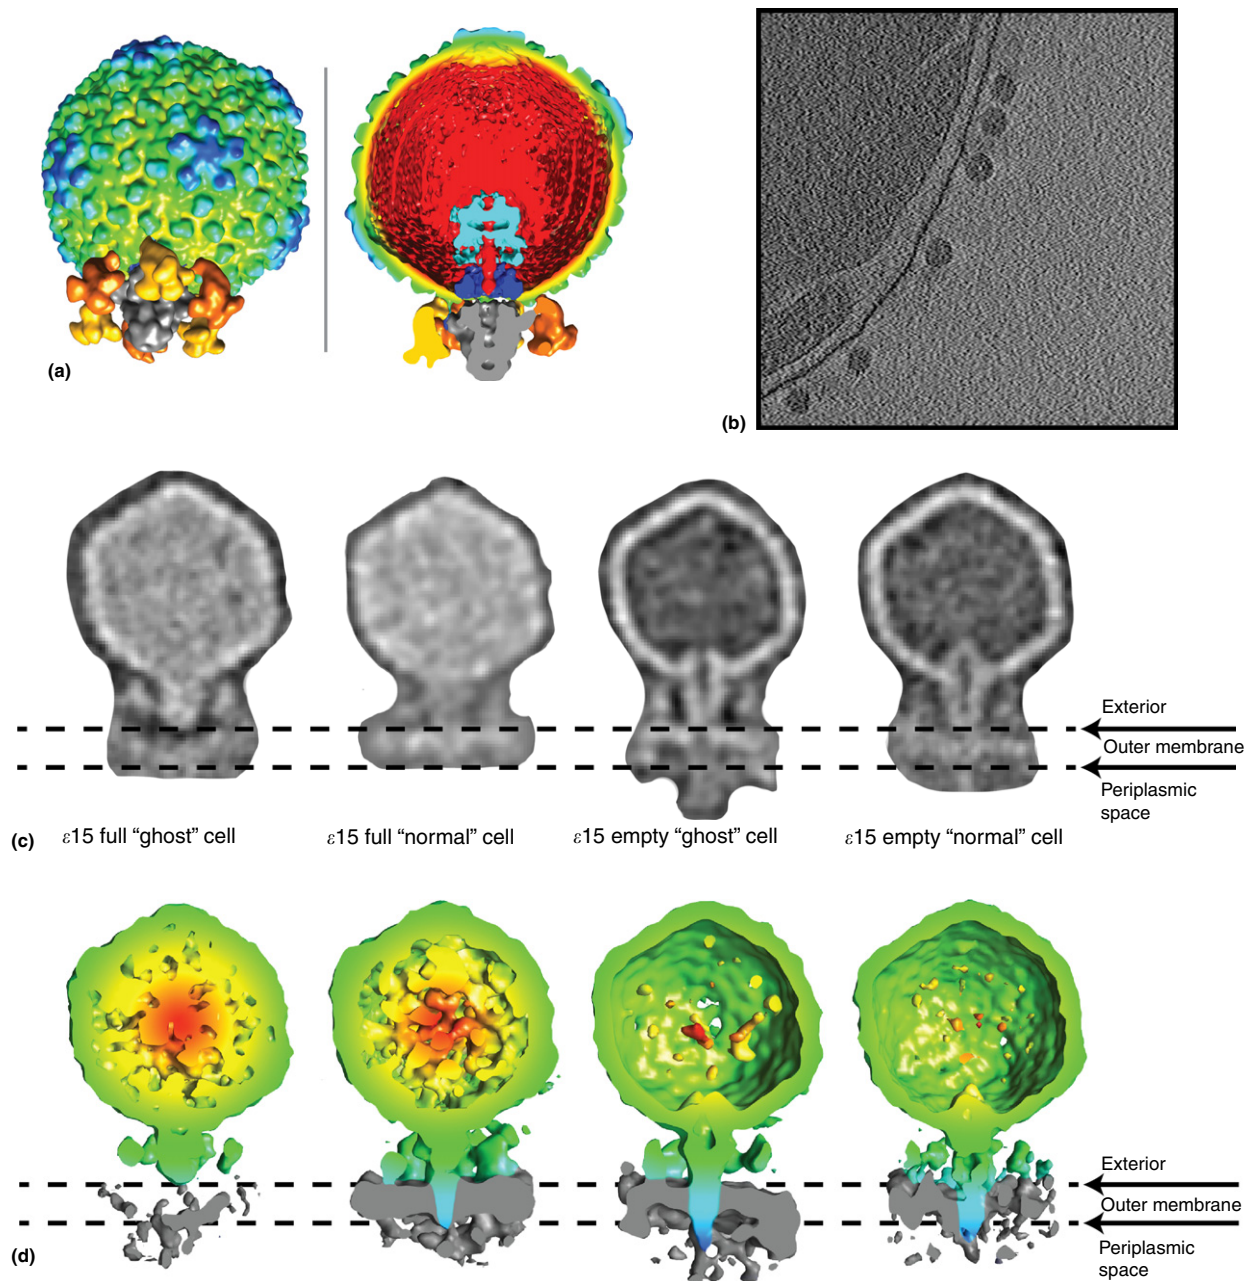 (a)
(b)
Exterior
Outer membrane
Periplasmic
space
(c)
ε15 full “ghost” cell
ε15 full “normal” cell
ε15 empty “ghost” cell
ε15 empty “normal” cell
Exterior
Outer membrane
Periplasmic
space
(d)